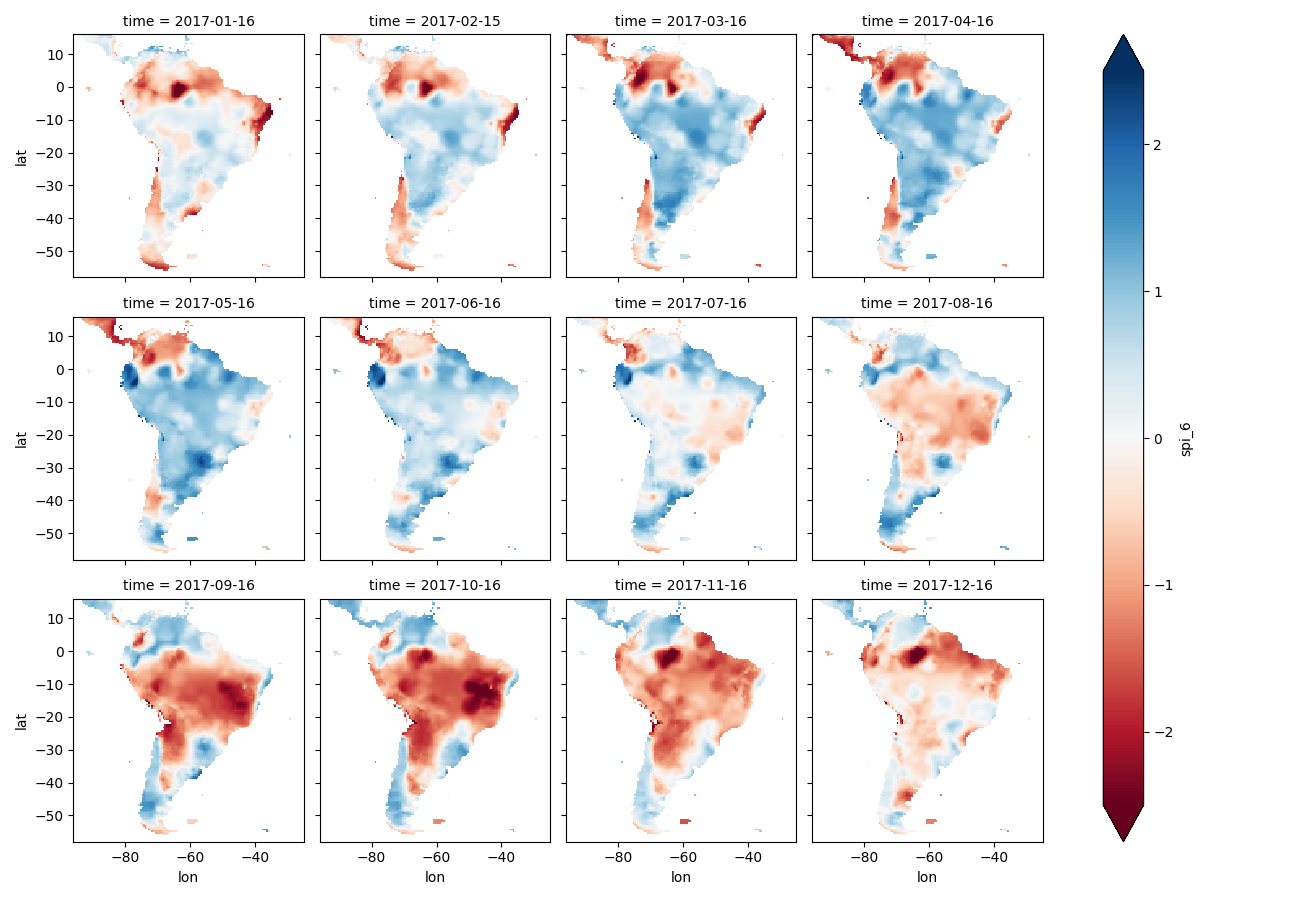 time = 2017-01-16
time = 2017-02-15
time = 2017-03-16
time = 2017-04-16
10
0
−10
−20
−30
−40
−50
lat
time = 2017-05-16
time = 2017-06-16
time = 2017-07-16
time = 2017-08-16
10
0
−10
−20
−30
−40
−50
lat
time = 2017-09-16
time = 2017-10-16
time = 2017-11-16
time = 2017-12-16
10
0
−10
−20
−30
−40
−50
lat
−80 −60 −40
lon
−80 −60 −40
lon
−80 −60 −40
lon
−80 −60 −40
lon
2
1
0
−1
−2
spi_6